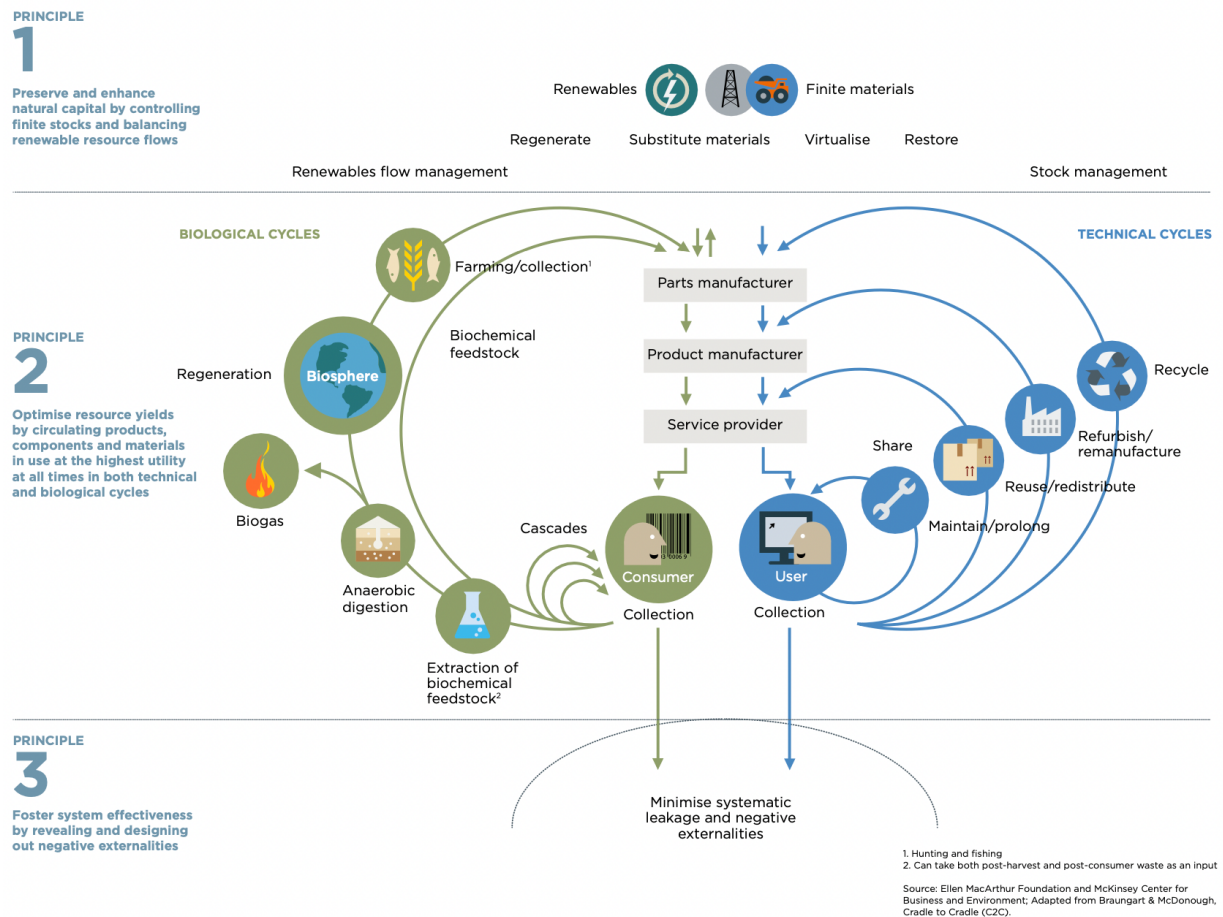 PRINCIPLE
1
Preserve and enhance
natural capital by controlling
finite stocks and balancing
renewable resource flows
Renewables
Finite materials
Regenerate
Substitute materials
Virtualise
Restore
Renewables flow management
Stock management
PRINCIPLE
2
Optimise resource yields
by circulating products,
components and materials
in use at the highest utility
at all times in both technical
and biological cycles
BIOLOGICAL CYCLES
TECHNICAL CYCLES
Farming/collection¹
Biochemical
feedstock
Regeneration
Biosphere
Biogas
Anaerobic
digestion
Extraction of
biochemical
feedstock²
Cascades
Parts manufacturer
Product manufacturer
Service provider
Consumer
Collection
User
Collection
Share
Maintain/prolong
Reuse/redistribute
Refurbish/
remanufacture
Recycle
PRINCIPLE
3
Foster system effectiveness
by revealing and designing
out negative externalities
Minimise systematic
leakage and negative
externalities
1. Hunting and fishing
2. Can take both post-harvest and post-consumer waste as an input
Source: Ellen MacArthur Foundation and McKinsey Center for
Business and Environment; Adapted from Braungart & McDonough,
Cradle to Cradle (C2C).